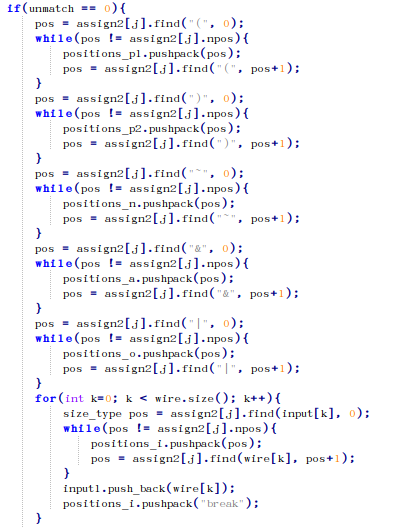 if(unmatch == 0){
pos = assign2[j].find("(", 0);
while(pos != assign2[j].npos){
positions_p1.pushpack(pos);
pos = assign2[j].find("(", pos+1);
}
pos = assign2[j].find(")", 0);
while(pos != assign2[j].npos){
positions_p2.pushpack(pos);
pos = assign2[j].find(")", pos+1);
}
pos = assign2[j].find("~", 0);
while(pos != assign2[j].npos){
positions_n.pushpack(pos);
pos = assign2[j].find("~", pos+1);
}
pos = assign2[j].find("&", 0);
while(pos != assign2[j].npos){
positions_a.pushpack(pos);
pos = assign2[j].find("&", pos+1);
}
pos = assign2[j].find("|", 0);
while(pos != assign2[j].npos){
positions_o.pushpack(pos);
pos = assign2[j].find("|", pos+1);
}
for(int k=0; k < wire.size(); k++){
size_type pos = assign2[j].find(input[k], 0);
while(pos != assign2[j].npos){
positions_i.pushpack(pos);
pos = assign2[j].find(wire[k], pos+1);
}
input1.push_back(wire[k]);
positions_i.pushpack("break");
}